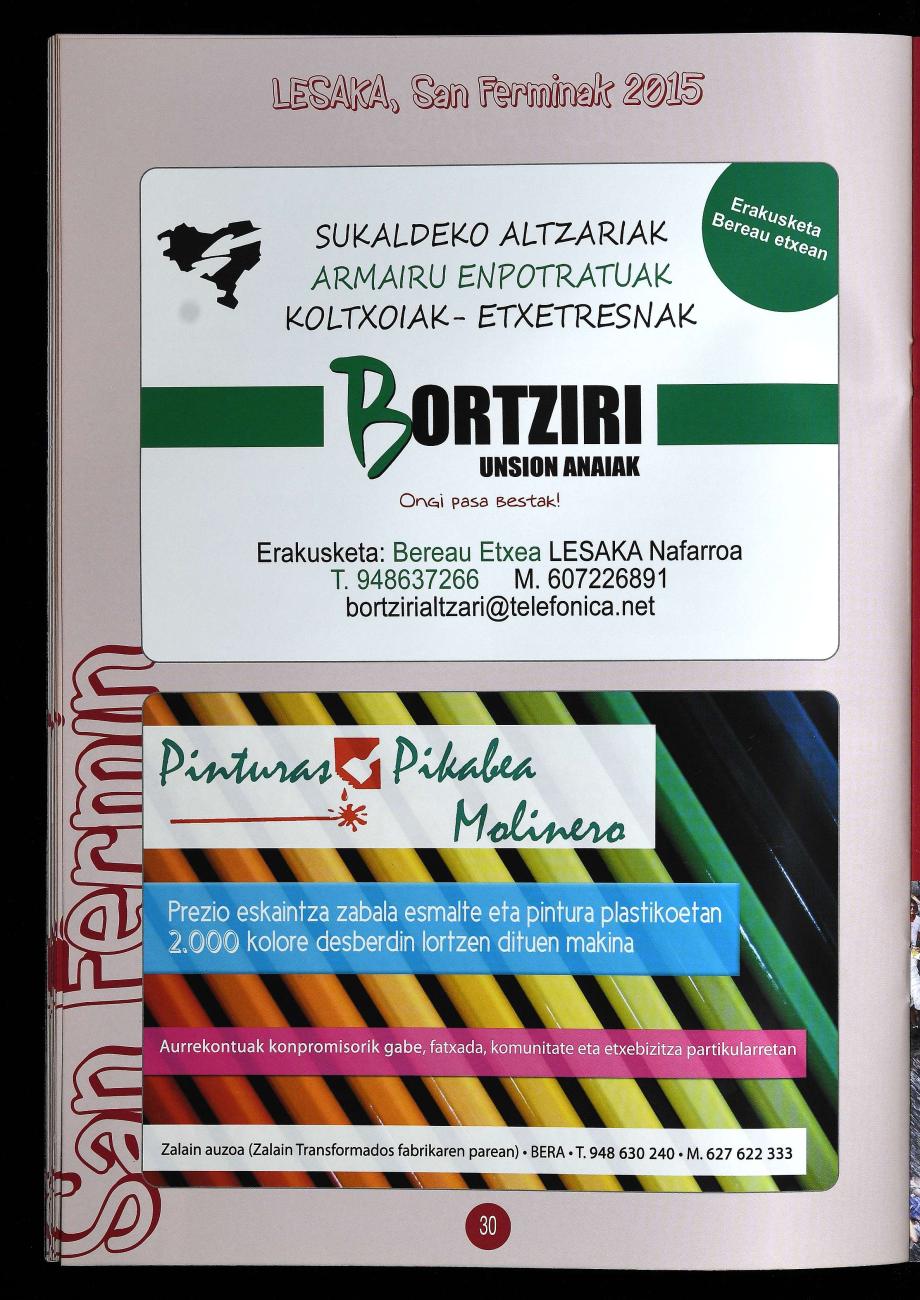 LESAKA, San Ferminak 2015
Erakusketa
Bereau etxean
SUKALDEKO ALTZARIAK
ARMAIRU ENPOTRATUAK
KOLTXOIAK- ETXETRESNAK
BORTZIRI
UNSION ANAIAK
Ongi pasa Bestak!
Erakusketa: Bereau Etxea LESAKA Nafarroa
T. 948637266 M. 607226891
bortzirialtzari@telefonica.net
San Fermin
Pinturas Pikabea
Molinero
Prezio eskaintza zabala esmalte eta pintura plastikoetan
2.000 kolore desberdin lortzen dituen makina
Aurrekontuak konpromisorik gabe, fatxada, komunitate eta etxebizitza partikularretan
Zalain auzoa (Zalain Transformados fabrikaren parean) • BERA • T. 948 630 240 • M. 627 622 333
30